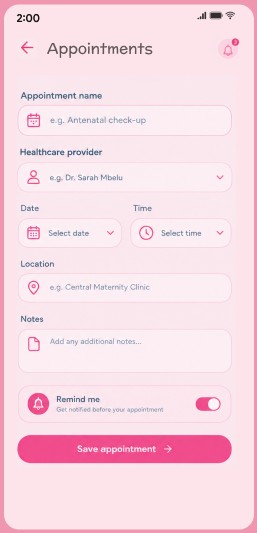 2:00
Appointments
2
Appointment name
e.g. Antenatal check-up
Healthcare provider
e.g. Dr. Sarah Mbelu
Date Time
Select date Select time
Location
e.g. Central Maternity Clinic
Notes
Add any additional notes...
Remind me
Get notified before your appointment
Save appointment →